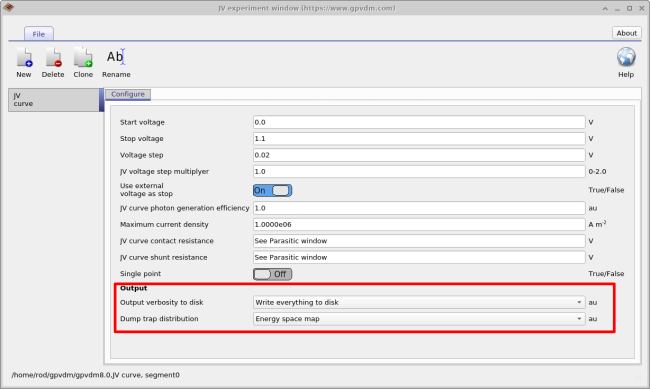 JV experiment window (https://www.gpvdm.com)
File
About
New
Delete
Clone
Ab
Rename
Help
JV
curve
Configure
Start voltage 0.0 V
Stop voltage 1.1 V
Voltage step 0.02 V
JV voltage step multiplyer 1.0 0-2.0
Use external
voltage as stop On True/False
JV curve photon generation efficiency 1.0 au
Maximum current density 1.0000e06 A m⁻²
JV curve contact resistance See Parasitic window V
JV curve shunt resistance See Parasitic window V
Single point Off True/False
Output
Output verbosity to disk Write everything to disk au
Dump trap distribution Energy space map au
/home/rod/gpvdm/gpvdm8.0,JV curve, segment0